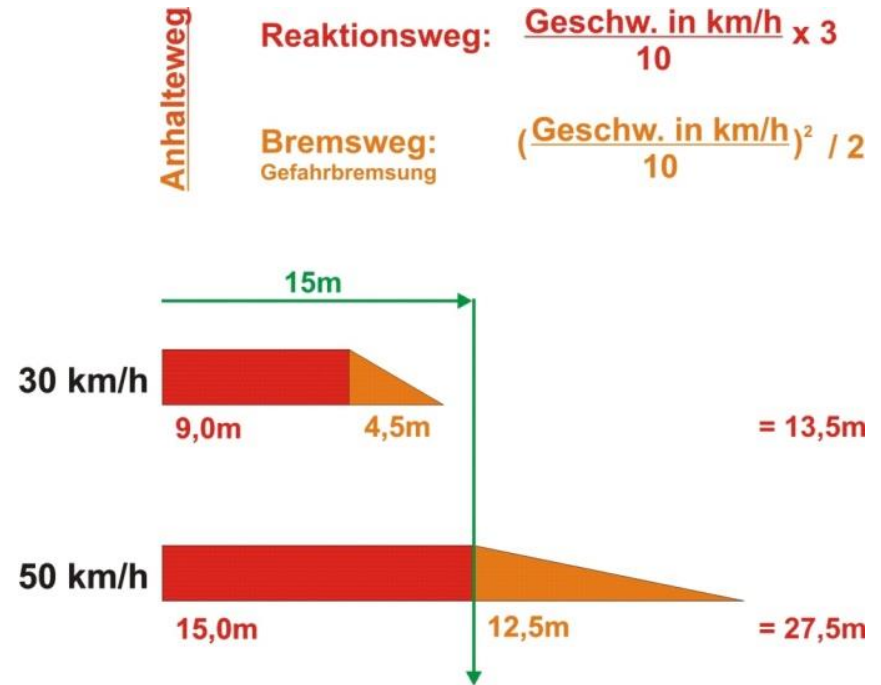 Anhalteweg
Reaktionsweg: Geschw. in km/h x 3
10
Bremsweg: (Geschw. in km/h)² / 2
Gefahrbremsung 10
15m
30 km/h
9,0m 4,5m = 13,5m
50 km/h
15,0m 12,5m = 27,5m